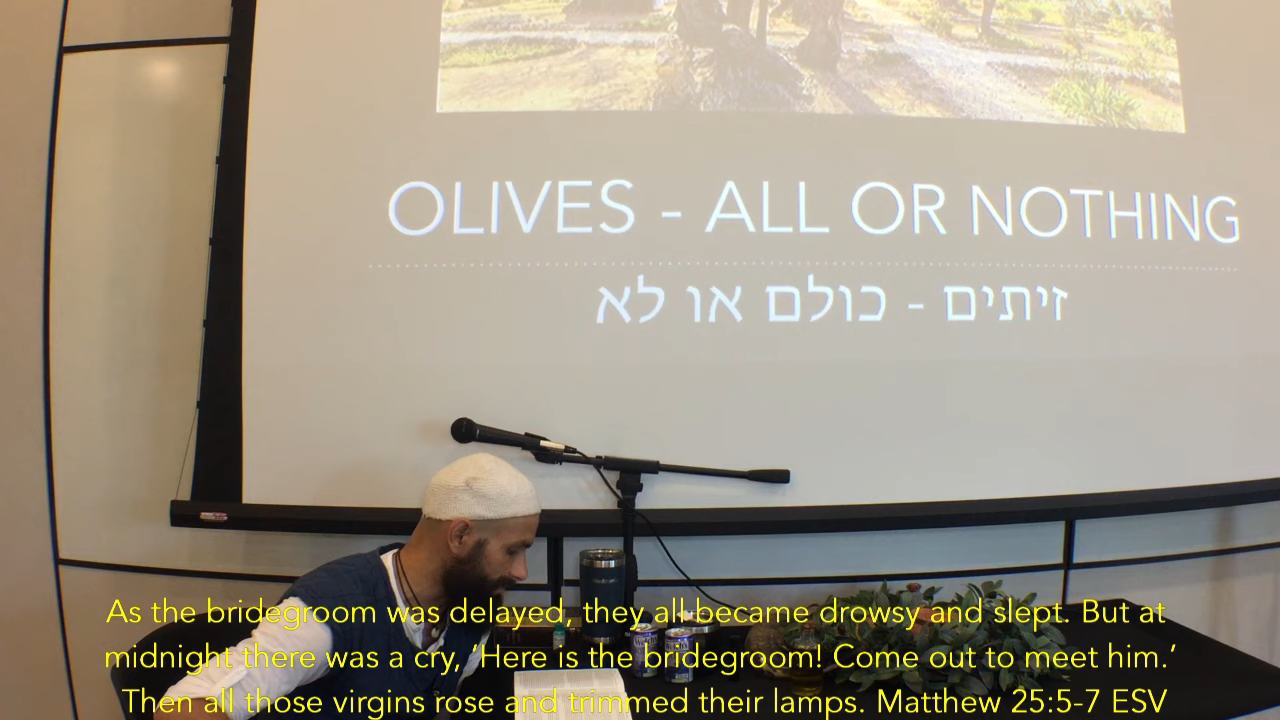 OLIVES - ALL OR NOTHING
זיתים - כולם או לא
As the bridegroom was delayed, they all became drowsy and slept. But at
midnight there was a cry, ‘Here is the bridegroom! Come out to meet him.’
Then all those virgins rose and trimmed their lamps. Matthew 25:5-7 ESV